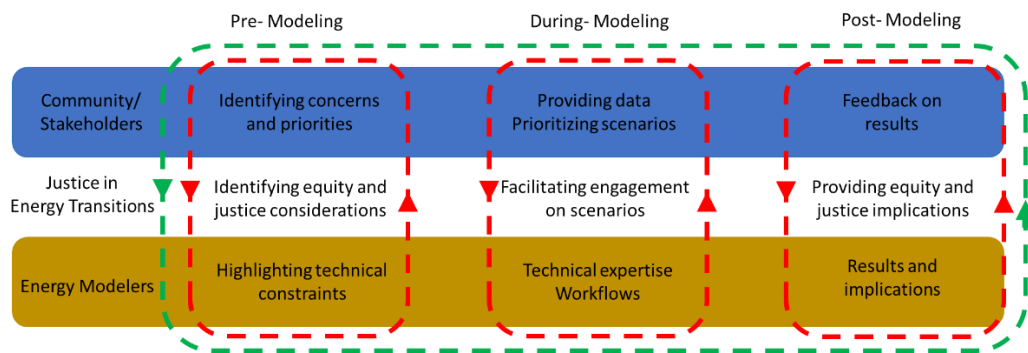 Pre- Modeling
During- Modeling
Post- Modeling
Community/
Stakeholders
Identifying concerns
and priorities
Providing data
Prioritizing scenarios
Feedback on
results
Justice in
Energy Transitions
Identifying equity and
justice considerations
Facilitating engagement
on scenarios
Providing equity and
justice implications
Energy Modelers
Highlighting technical
constraints
Technical expertise
Workflows
Results and
implications